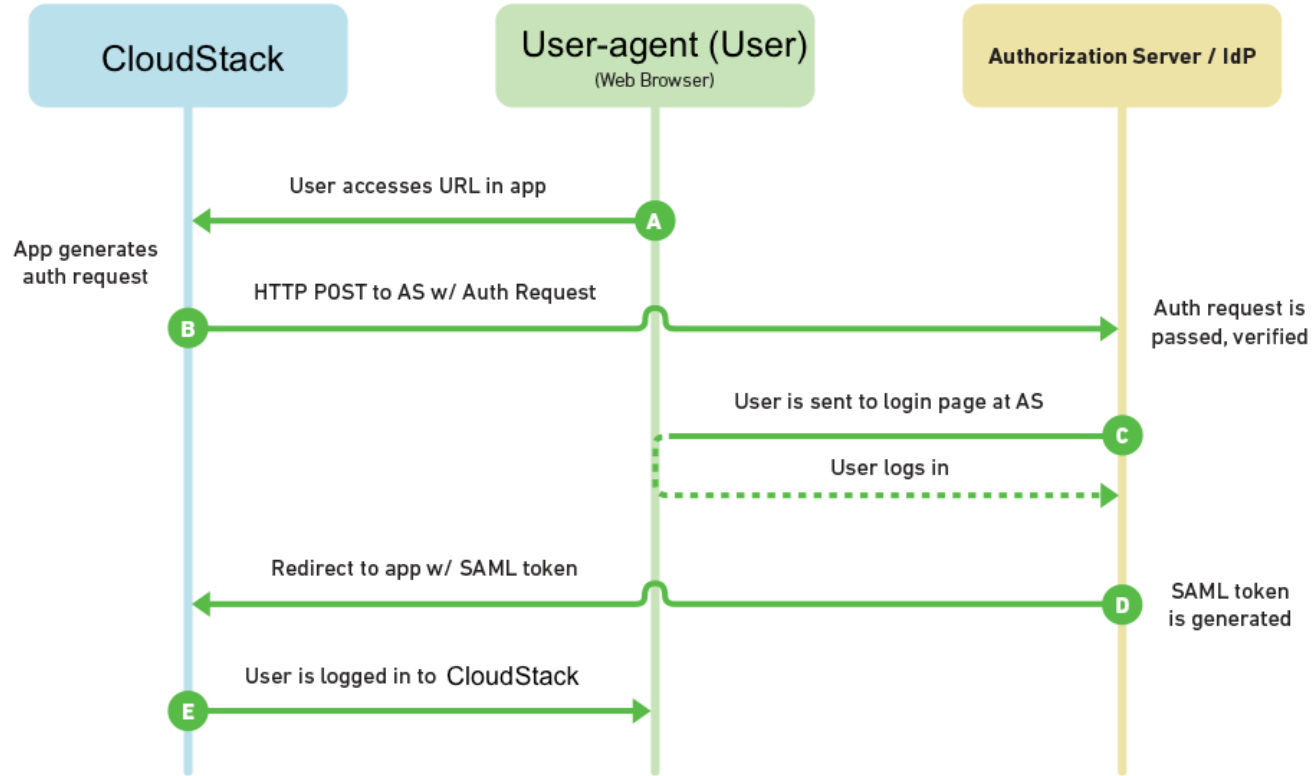 CloudStack
User-agent (User)
(Web Browser)
Authorization Server / IdP
User accesses URL in app
A
App generates
auth request
HTTP POST to AS w/ Auth Request
B
Auth request is
passed, verified
User is sent to login page at AS
C
User logs in
Redirect to app w/ SAML token
D
SAML token
is generated
User is logged in to CloudStack
E